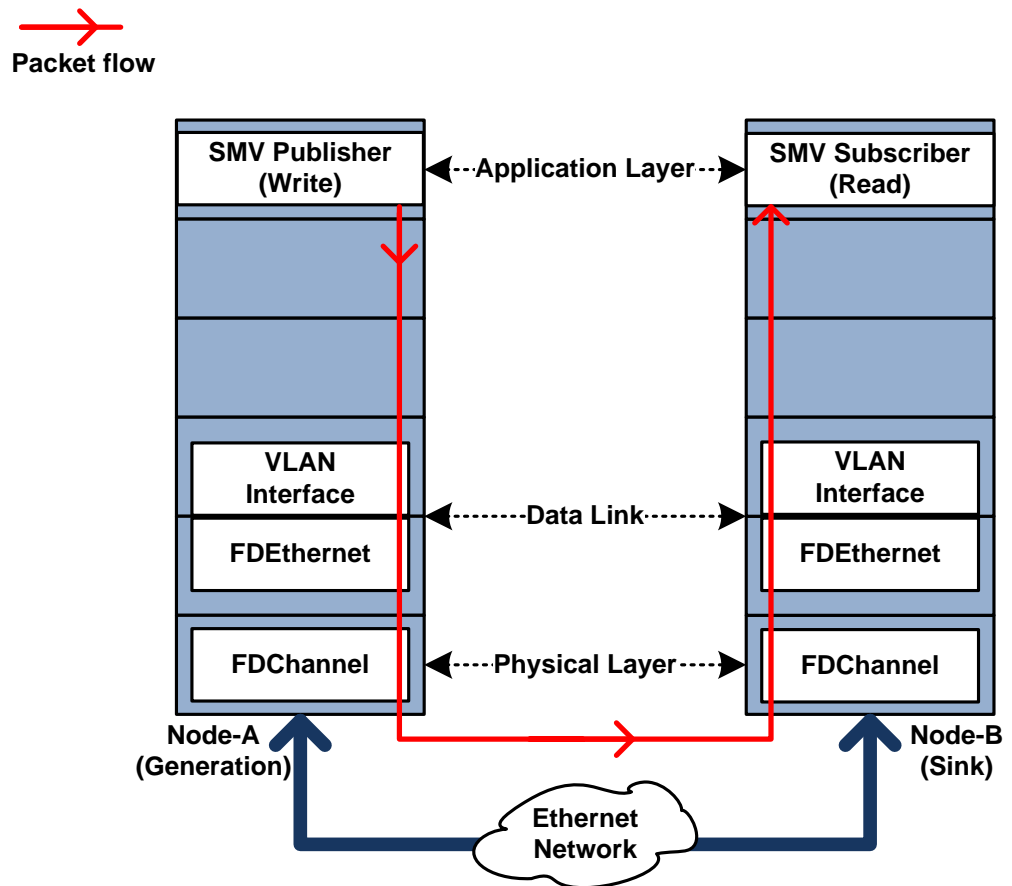 Packet flow
SMV Publisher
(Write)
Application Layer
SMV Subscriber
(Read)
VLAN
Interface
VLAN
Interface
Data Link
FDEthernet
FDEthernet
FDChannel
Physical Layer
FDChannel
Node-A
(Generation)
Node-B
(Sink)
Ethernet
Network